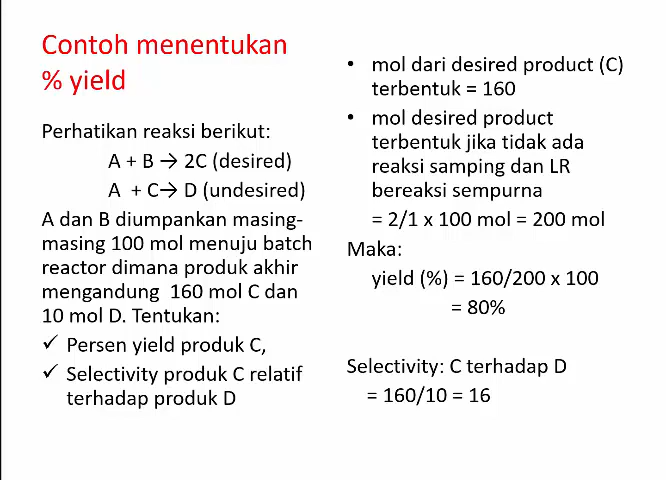 Contoh menentukan
% yield
Perhatikan reaksi berikut:
A + B → 2C (desired)
A + C→ D (undesired)
A dan B diumpankan masing-
masing 100 mol menuju batch
reactor dimana produk akhir
mengandung 160 mol C dan
10 mol D. Tentukan:
✓ Persen yield produk C,
✓ Selectivity produk C relatif
terhadap produk D
• mol dari desired product (C)
terbentuk = 160
• mol desired product
terbentuk jika tidak ada
reaksi samping dan LR
bereaksi sempurna
= 2/1 x 100 mol = 200 mol
Maka:
yield (%) = 160/200 x 100
= 80%
Selectivity: C terhadap D
= 160/10 = 16